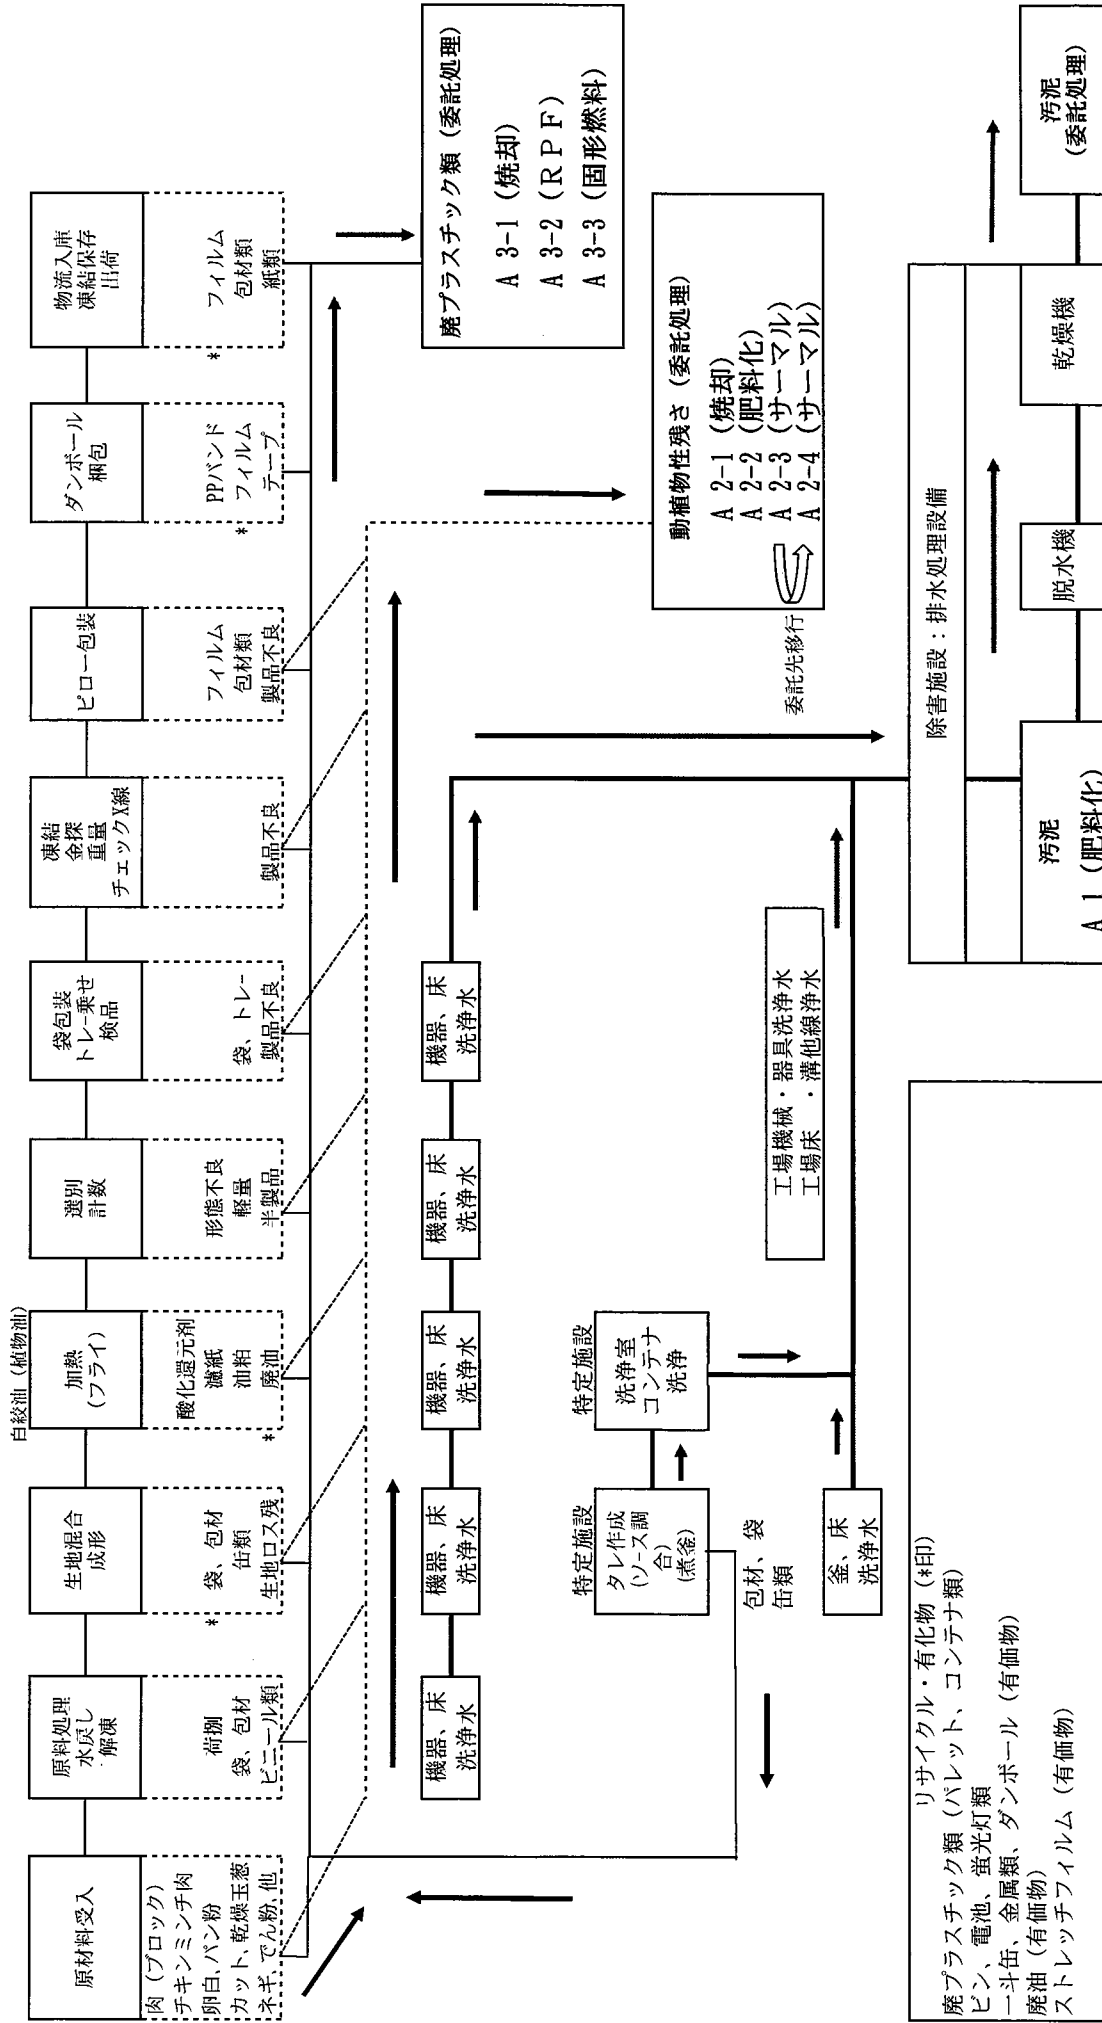 原材料受入
肉（ブロック）
チキンミンチ肉
卵白、パン粉
カット、乾燥玉葱
ネギ、でん粉、他
原料処理
水戻し
解凍
荷捌
袋、包材
ビニール類
生地混合
成形
*
袋、包材
缶類
生地ロス残
白絞油（植物油）
加熱
（フライ）
酸化還元剤
濾紙
油粕
*
廃油
選別
計数
形態不良
軽量
半製品
袋包装
トレー乗せ
検品
袋、トレー
製品不良
凍結
金探
重量
チェックX線
製品不良
ピロー包装
フィルム
包材類
製品不良
ダンボール
梱包
*
PPバンド
フィルム
テープ
物流入庫
凍結保存
出荷
*
フィルム
包材類
紙類
廃プラスチック類（委託処理）
A 3-1（焼却）
A 3-2（RPF）
A 3-3（固形燃料）
機器、床
洗浄水
機器、床
洗浄水
機器、床
洗浄水
機器、床
洗浄水
機器、床
洗浄水
動植物性残さ（委託処理）
A 2-1（焼却）
A 2-2（肥料化）
A 2-3（サーマル）
A 2-4（サーマル）
委託先移行
特定施設
タレ作成
（ソース調
合）
（煮釜）
特定施設
洗浄室
コンテナ
洗浄
包材、袋
缶類
釜、床
洗浄水
工場機械・器具洗浄水
工場床　・溝他線浄水
リサイクル・有化物（*印）
廃プラスチック類（パレット、コンテナ類）
ビン、電池、蛍光灯類
一斗缶、金属類、ダンボール（有価物）
廃油（有価物）
ストレッチフィルム（有価物）
除害施設：排水処理設備
汚泥
A 1（肥料化）
脱水機
乾燥機
汚泥
（委託処理）